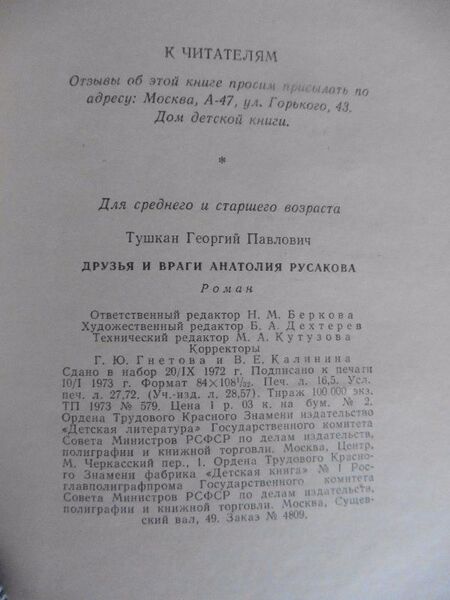 К ЧИТАТЕЛЯМ
Отзывы об этой книге просим присылать по
адресу: Москва, А-47, ул. Горького, 43.
Дом детской книги.
*
Для среднего и старшего возраста
Тушкан Георгий Павлович
ДРУЗЬЯ И ВРАГИ АНАТОЛИЯ РУСАКОВА
Роман
Ответственный редактор Н. М. Беркова
Художественный редактор Б. А. Дехтерев
Технический редактор М. А. Кутузова
Корректоры
Г. Ю. Гнетова и В. Е. Калинина
Сдано в набор 20/IX 1972 г. Подписано к печати
10/I 1973 г. Формат 84×108¹/₃₂. Печ. л. 16,5. Усл.
печ. л. 27,72. (Уч.-изд. л. 28,57). Тираж 100 000 экз.
ТП 1973 № 579. Цена 1 р. 03 к. на бум. № 2.
Ордена Трудового Красного Знамени издательство
«Детская литература» Государственного комитета
Совета Министров РСФСР по делам издательств,
полиграфии и книжной торговли. Москва, Центр,
М. Черкасский пер., 1. Ордена Трудового Красно-
го Знамени фабрика «Детская книга» № 1 Рос-
главполиграфпрома Государственного комитета
Совета Министров РСФСР по делам издательств,
полиграфии и книжной торговли. Москва, Сущев-
ский вал, 49. Заказ № 4809.